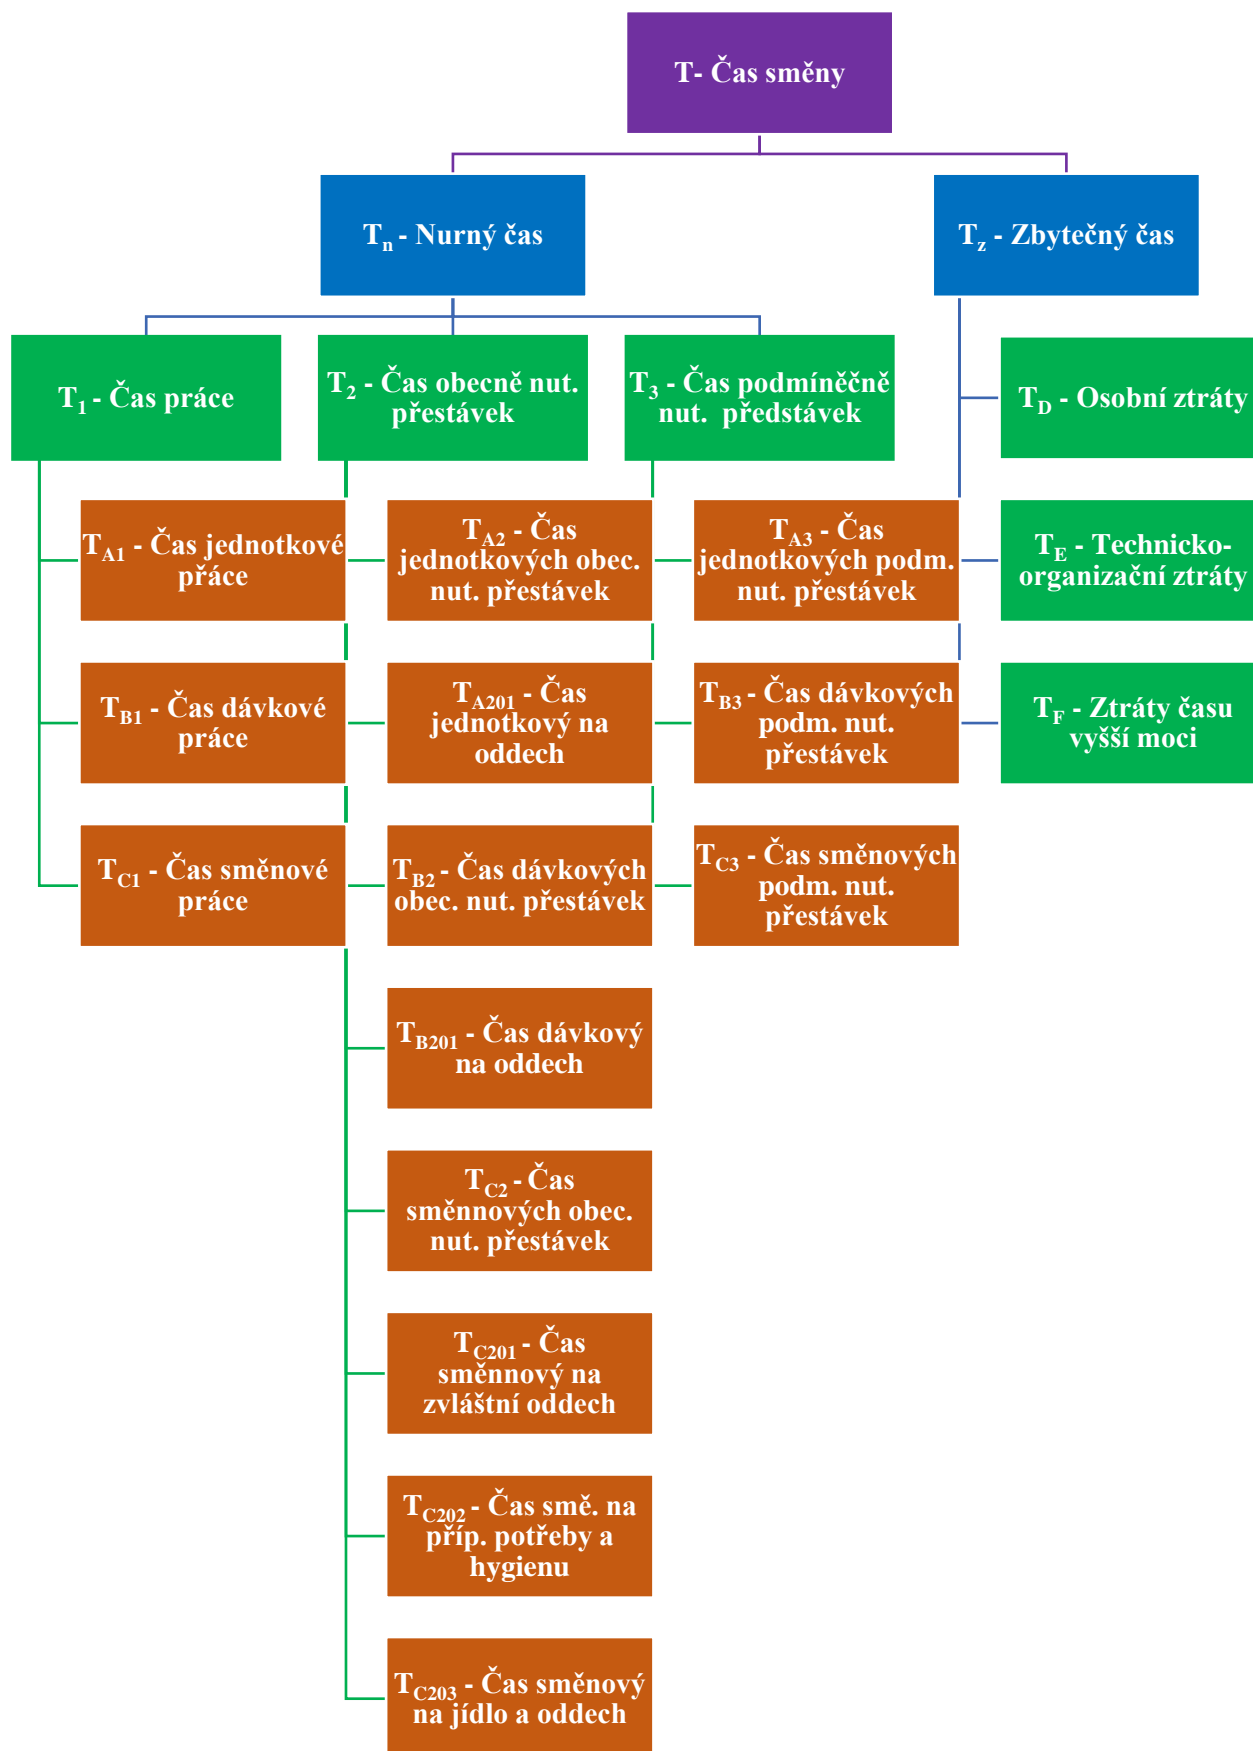 T- Čas směny
Tn - Nurný čas
Tz - Zbytečný čas
T1 - Čas práce
T2 - Čas obecně nut.
přestávek
T3 - Čas podmíněčně
nut. předstávek
TD - Osobní ztráty
TA1 - Čas jednotkové
přáce
TA2 - Čas
jednotkových obec.
nut. přestávek
TA3 - Čas
jednotkových podm.
nut. přestávek
TE - Technicko-
organizační ztráty
TB1 - Čas dávkové
práce
TA201 - Čas
jednotkový na
oddech
TB3 - Čas dávkových
podm. nut.
přestávek
TF - Ztráty času
vyšší moci
TC1 - Čas směnové
práce
TB2 - Čas dávkových
obec. nut. přestávek
TC3 - Čas směnových
podm. nut.
přestávek
TB201 - Čas dávkový
na oddech
TC2 - Čas
směnnových obec.
nut. přestávek
TC201 - Čas
směnnový na
zvláštní oddech
TC202 - Čas smě. na
příp. potřeby a
hygienu
TC203 - Čas směnový
na jídlo a oddech